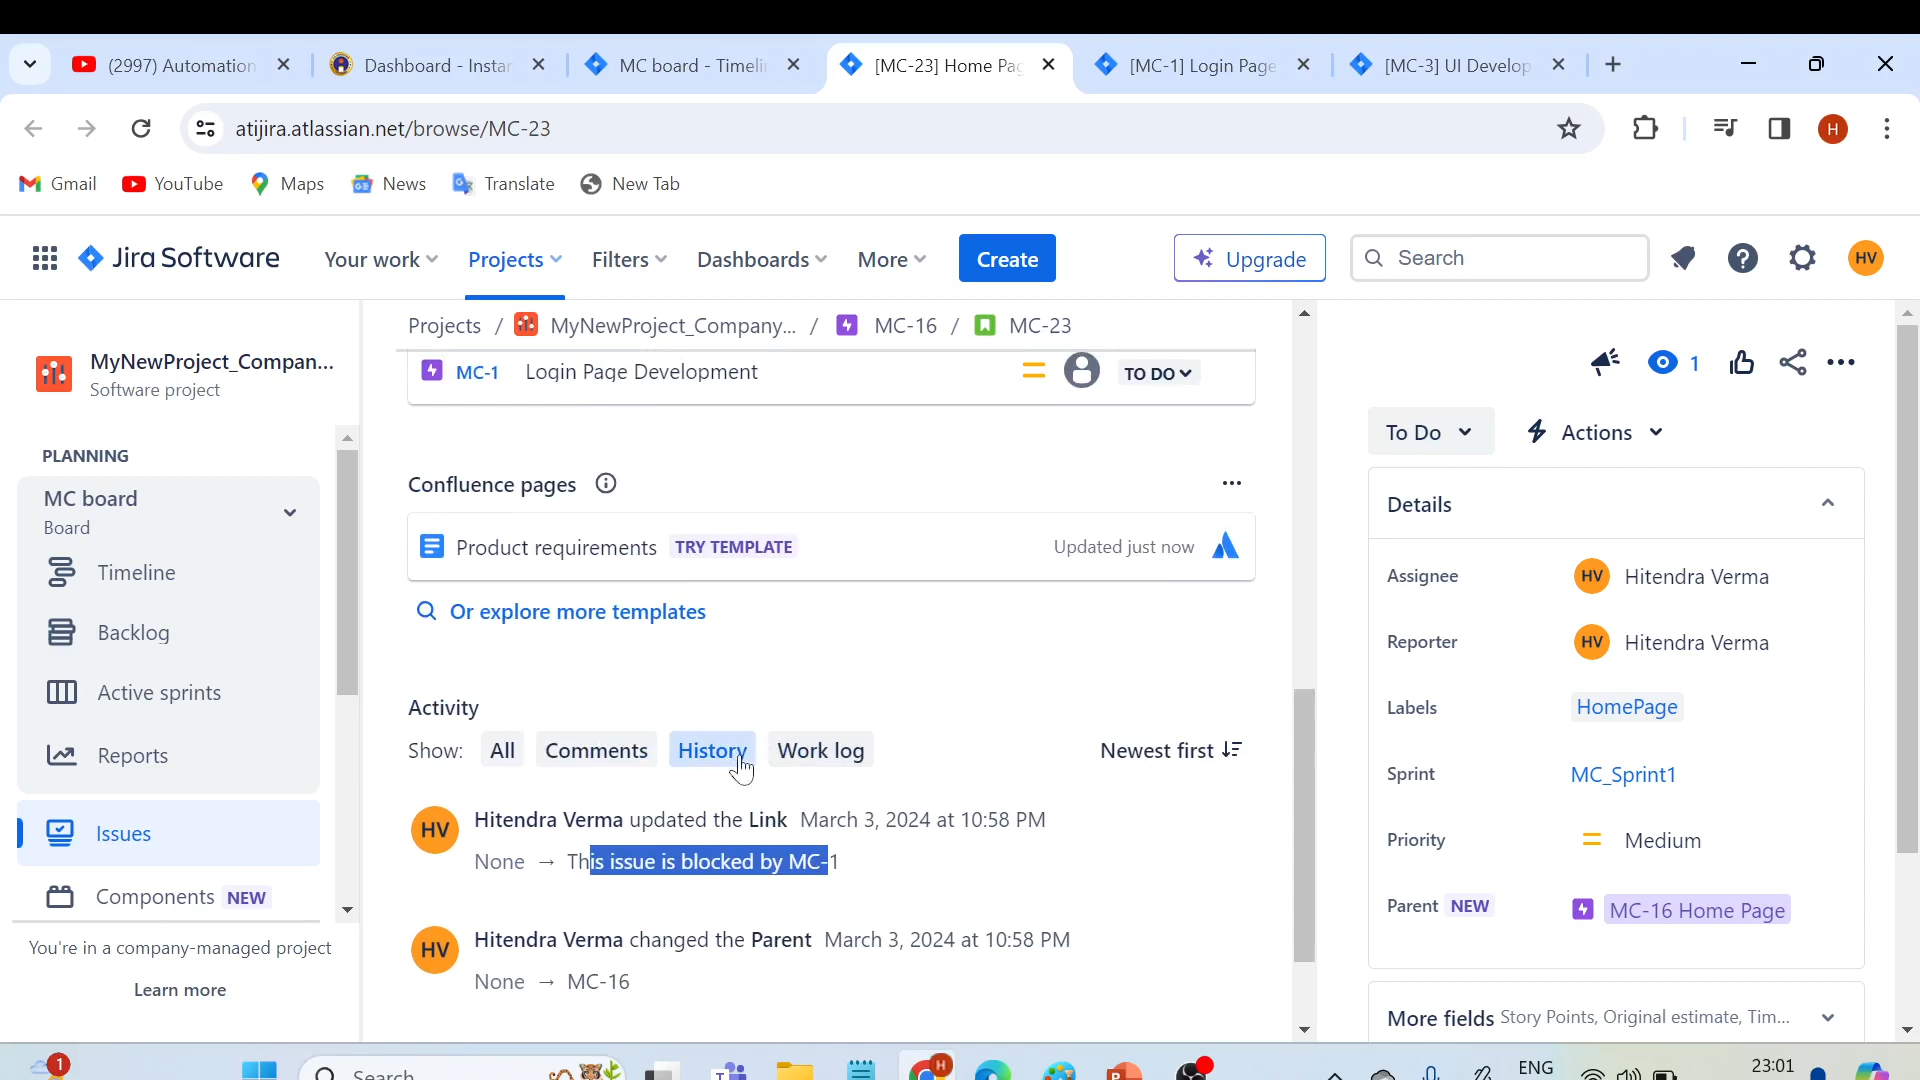 (2997) Automation
Dashboard - Instan
MC board - Timeli
[MC-23] Home Pag
[MC-1] Login Page
[MC-3] UI Develop
atijira.atlassian.net/browse/MC-23
H
Gmail
YouTube
Maps
News
Translate
New Tab
Jira Software
Your work
Projects
Filters
Dashboards
More
Create
Upgrade
Search
HV
MyNewProject_Compan...
Software project
PLANNING
MC board
Board
Timeline
Backlog
Active sprints
Reports
Issues
Components NEW
You're in a company-managed project
Learn more
Projects / MyNewProject_Company... / MC-16 / MC-23
MC-1 Login Page Development TO DO
Confluence pages
Product requirements TRY TEMPLATE Updated just now
Or explore more templates
Activity
Show: All Comments History Work log Newest first
HV Hitendra Verma updated the Link March 3, 2024 at 10:58 PM
None → This issue is blocked by MC-1
HV Hitendra Verma changed the Parent March 3, 2024 at 10:58 PM
None → MC-16
1
To Do
Actions
Details
Assignee HV Hitendra Verma
Reporter HV Hitendra Verma
Labels HomePage
Sprint MC_Sprint1
Priority Medium
Parent NEW MC-16 Home Page
More fields Story Points, Original estimate, Tim...
1
Search
H
ENG
23:01